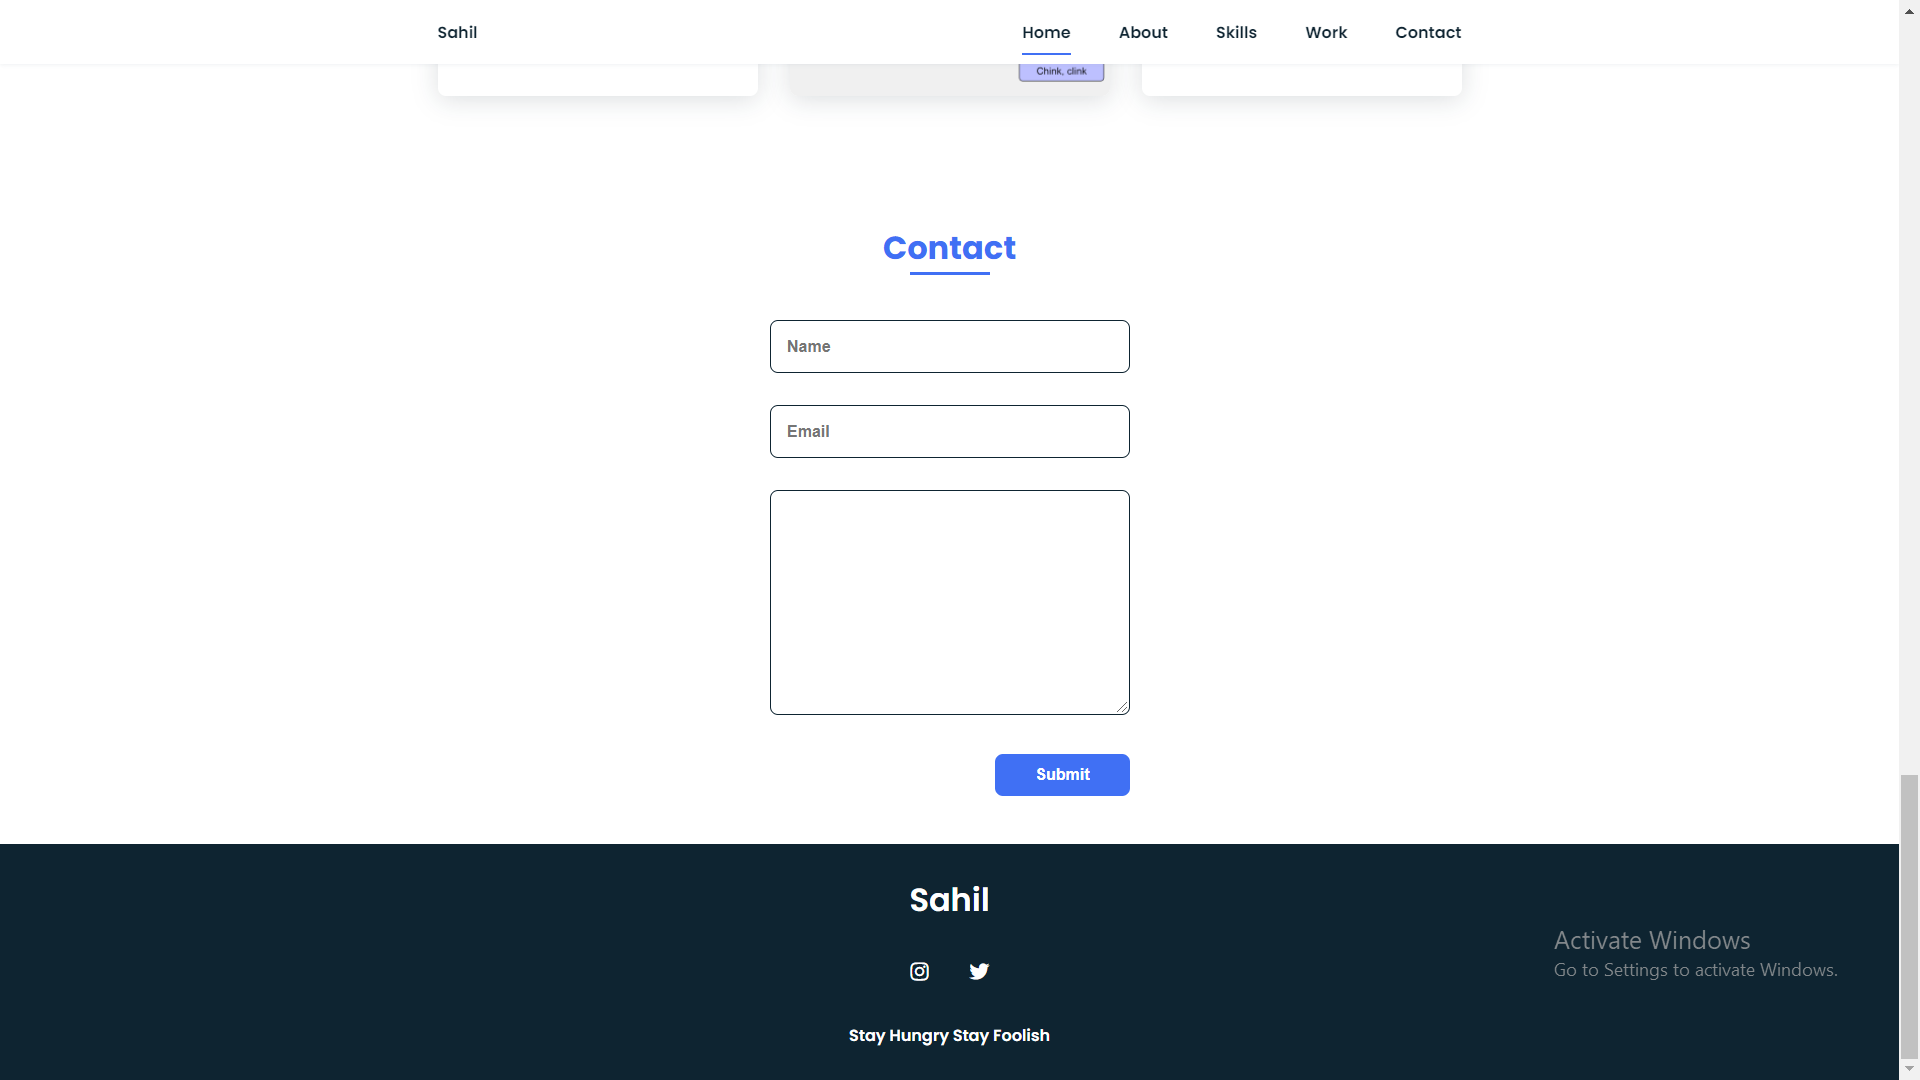 Sahil
Home
About
Skills
Work
Contact
Chink, clink
Contact
Name
Email
Submit
Sahil
Activate Windows
Go to Settings to activate Windows.
Stay Hungry Stay Foolish